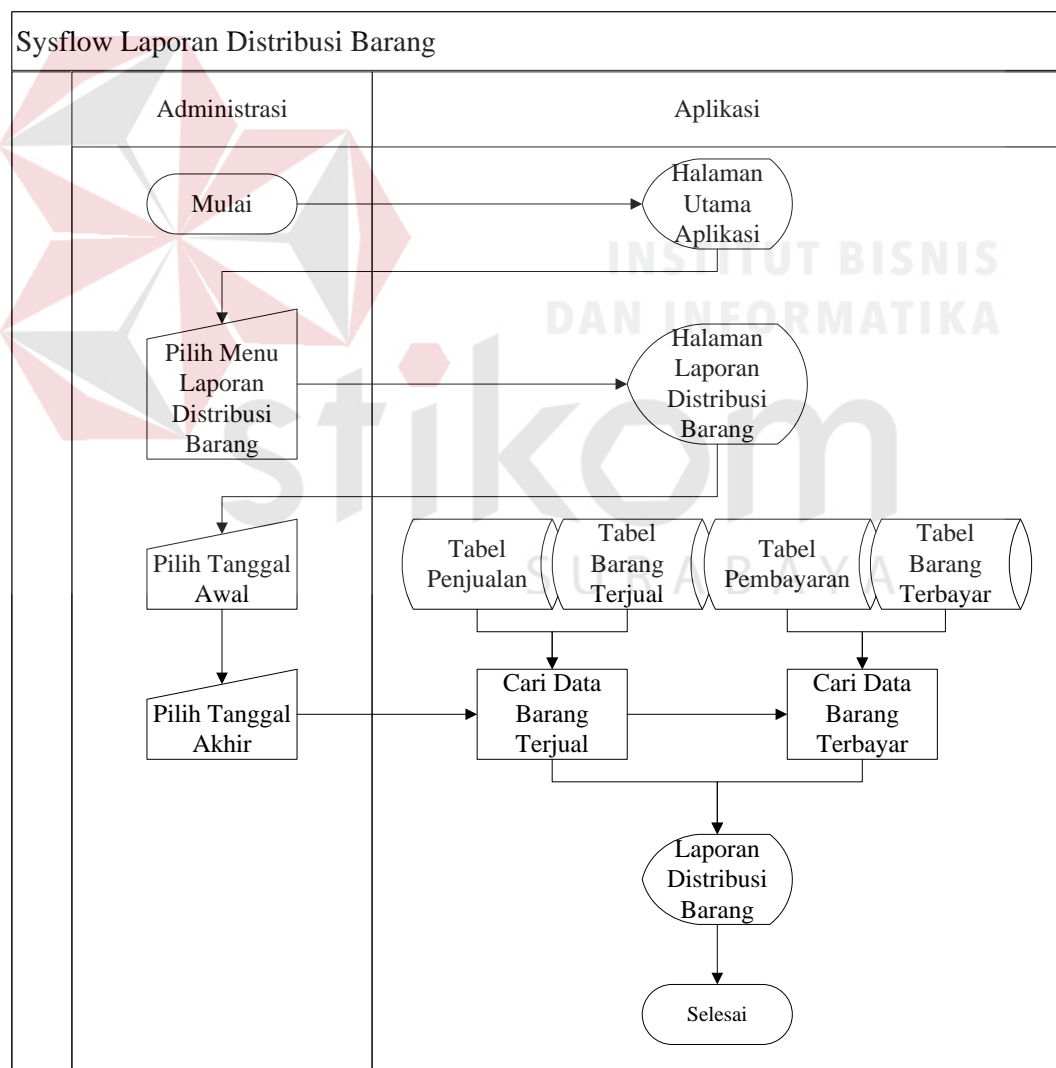 Sysflow Laporan Distribusi Barang
Administrasi
Aplikasi
Mulai
Halaman
Utama
Aplikasi
INSTITUT BISNIS
DAN INFORMATIKA
Pilih Menu
Laporan
Distribusi
Barang
Halaman
Laporan
Distribusi
Barang
stikom
SURABAYA
Pilih Tanggal
Awal
Tabel
Penjualan
Tabel
Barang
Terjual
Tabel
Pembayaran
Tabel
Barang
Terbayar
Pilih Tanggal
Akhir
Cari Data
Barang
Terjual
Cari Data
Barang
Terbayar
Laporan
Distribusi
Barang
Selesai